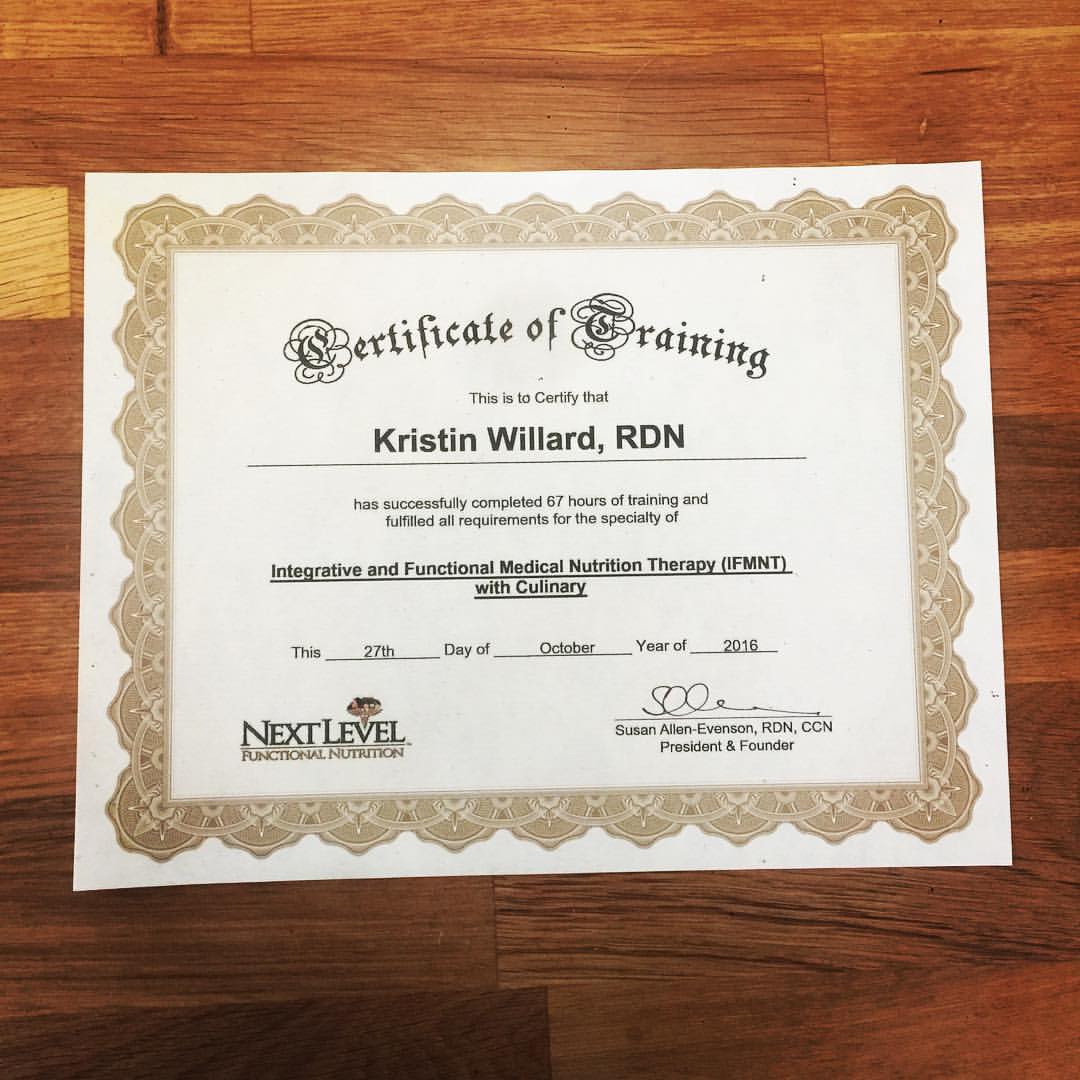 Certificate of Training
This is to Certify that
Kristin Willard, RDN
has successfully completed 67 hours of training and
fulfilled all requirements for the specialty of
Integrative and Functional Medical Nutrition Therapy (IFMNT)
with Culinary
This 27th Day of October Year of 2016
NEXT LEVEL
FUNCTIONAL NUTRITION
Susan Allen-Evenson, RDN, CCN
President & Founder